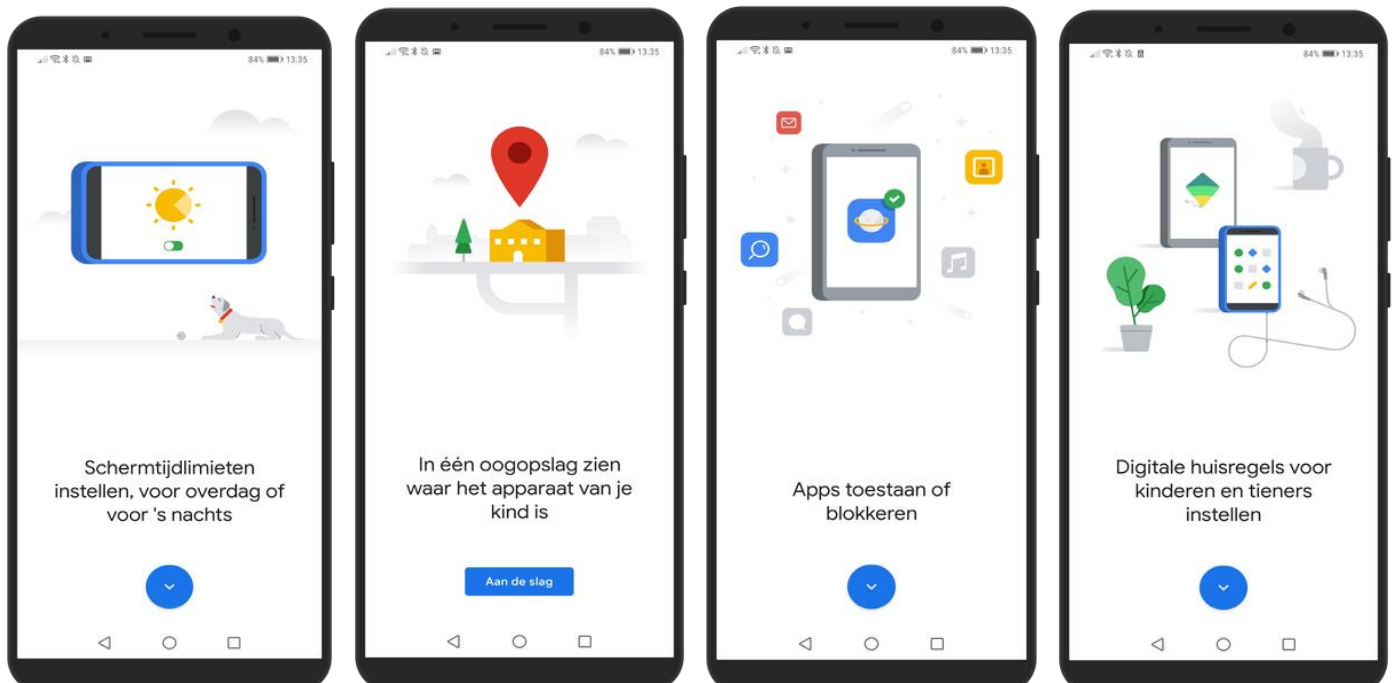 84% 13:35
Schermtijdlimieten
instellen, voor overdag of
voor 's nachts
84% 13:35
In één oogopslag zien
waar het apparaat van je
kind is
Aan de slag
84% 13:35
Apps toestaan of
blokkeren
84% 13:35
Digitale huisregels voor
kinderen en tieners
instellen